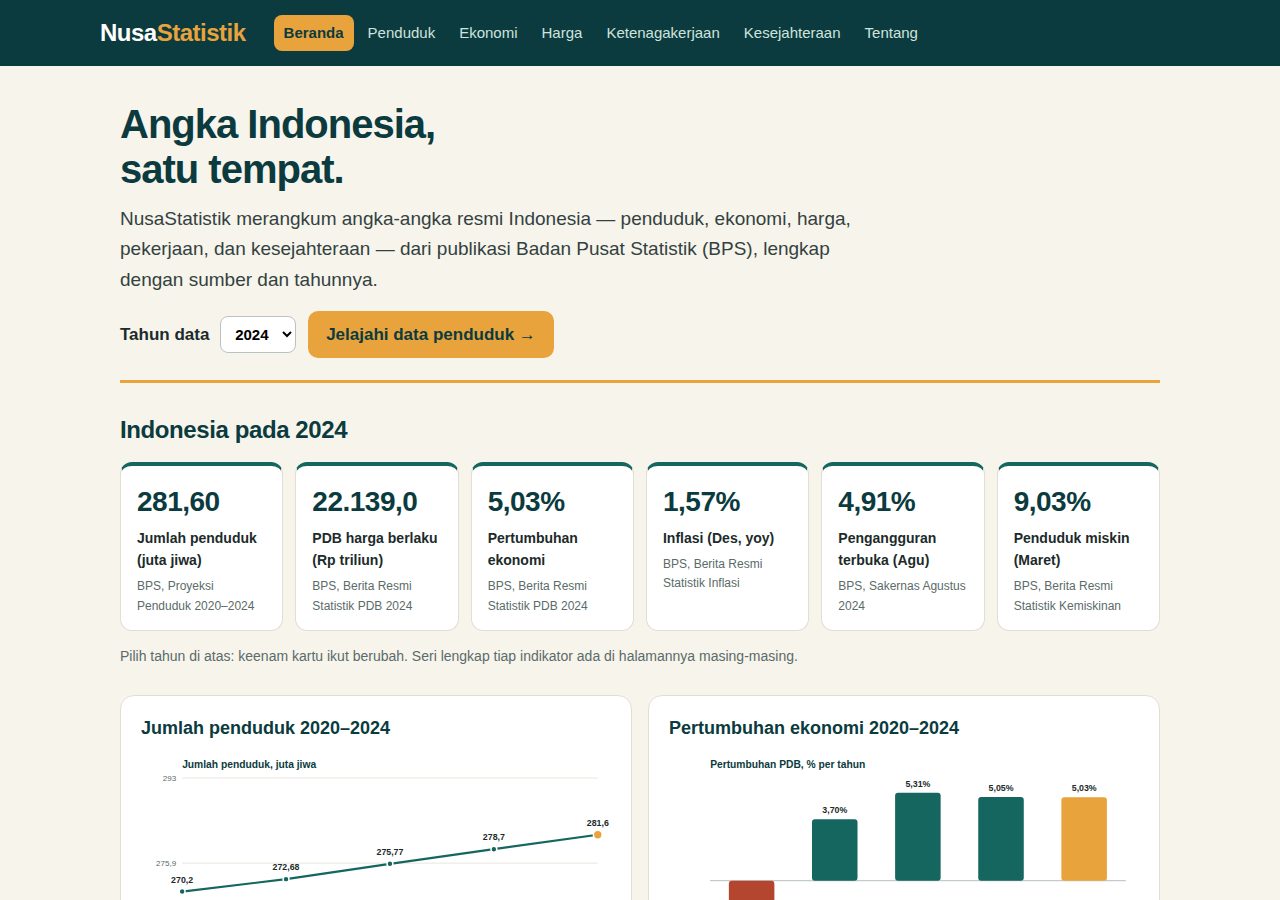 NusaStatistik
Beranda
Penduduk
Ekonomi
Harga
Ketenagakerjaan
Kesejahteraan
Tentang
Angka Indonesia,
satu tempat.
NusaStatistik merangkum angka-angka resmi Indonesia — penduduk, ekonomi, harga,
pekerjaan, dan kesejahteraan — dari publikasi Badan Pusat Statistik (BPS), lengkap
dengan sumber dan tahunnya.
Tahun data
2024
Jelajahi data penduduk →
Indonesia pada 2024
281,60
Jumlah penduduk
(juta jiwa)
BPS, Proyeksi
Penduduk 2020–2024
22.139,0
PDB harga berlaku
(Rp triliun)
BPS, Berita Resmi
Statistik PDB 2024
5,03%
Pertumbuhan
ekonomi
BPS, Berita Resmi
Statistik PDB 2024
1,57%
Inflasi (Des, yoy)
BPS, Berita Resmi
Statistik Inflasi
4,91%
Pengangguran
terbuka (Agu)
BPS, Sakernas Agustus
2024
9,03%
Penduduk miskin
(Maret)
BPS, Berita Resmi
Statistik Kemiskinan
Pilih tahun di atas: keenam kartu ikut berubah. Seri lengkap tiap indikator ada di halamannya masing-masing.
Jumlah penduduk 2020–2024
Jumlah penduduk, juta jiwa
293
275,9
270,2
272,68
275,77
278,7
281,6
Pertumbuhan ekonomi 2020–2024
Pertumbuhan PDB, % per tahun
3,70%
5,31%
5,05%
5,03%